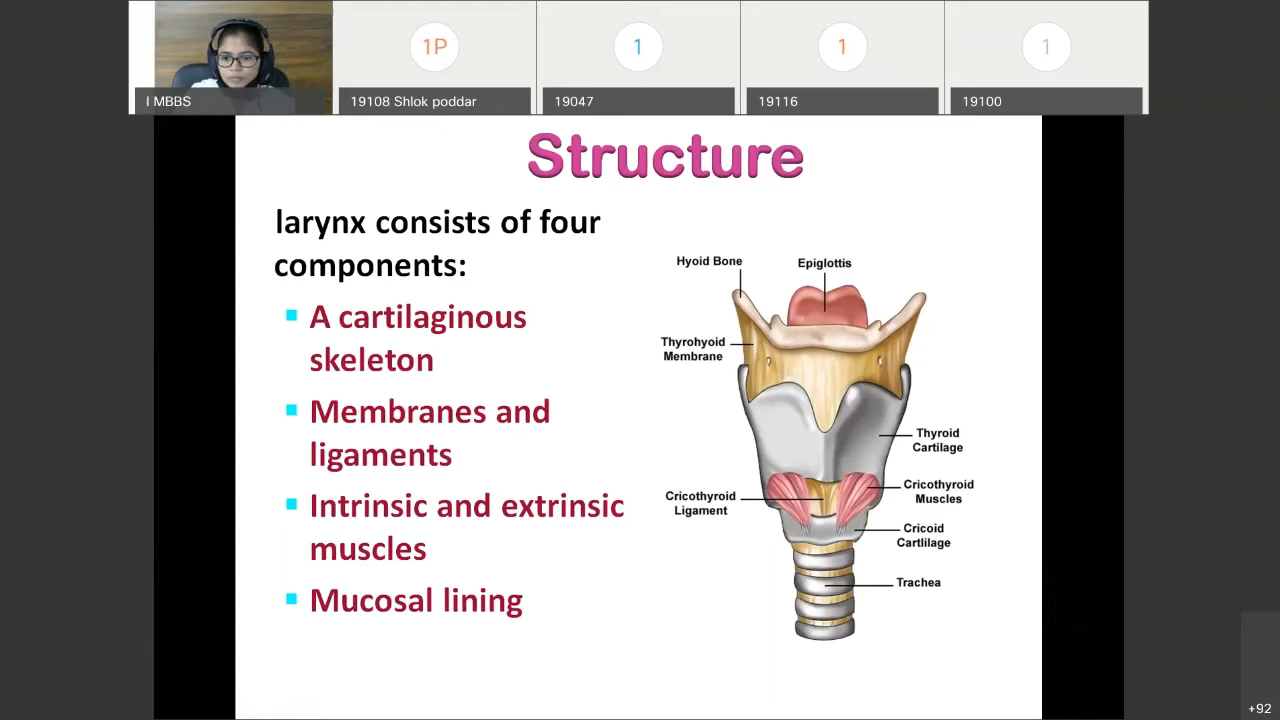 1P
1
1
1
I MBBS
19108 Shlok poddar
19047
19116
19100
Structure
larynx consists of four
components:
A cartilaginous
skeleton
Membranes and
ligaments
Intrinsic and extrinsic
muscles
Mucosal lining
Hyoid Bone
Epiglottis
Thyrohyoid
Membrane
Thyroid
Cartilage
Cricothyroid
Ligament
Cricothyroid
Muscles
Cricoid
Cartlilage
Trachea
+92